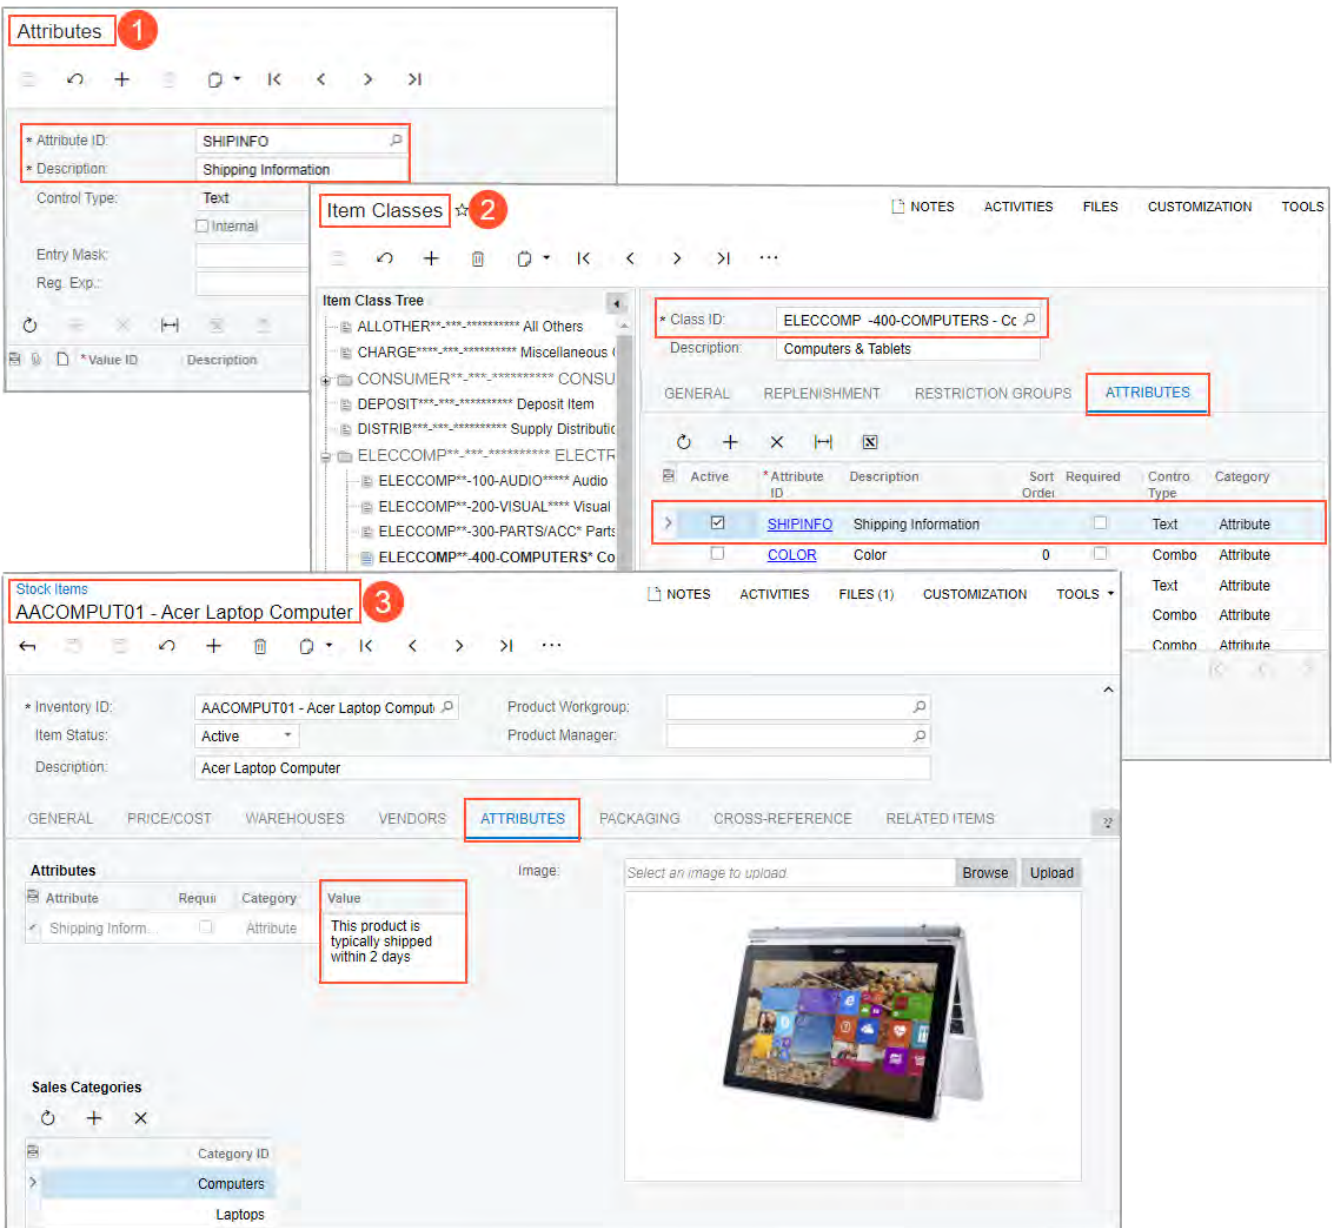 Attributes 1
* Attribute ID: SHIPINFO
* Description: Shipping Information
Control Type: Text
Internal
Entry Mask:
Reg. Exp.:
* Value ID Description
Item Classes 2
NOTES ACTIVITIES FILES CUSTOMIZATION TOOLS
Item Class Tree
ALLOTHER**-***-********** All Others
CHARGE****-***-********** Miscellaneous
CONSUMER**-***-********** CONSU
DEPOSIT***-***-********** Deposit Item
DISTRIB***-***-********** Supply Distributic
ELECCOMP**-***-********** ELECTR
ELECCOMP**-100-AUDIO***** Audio
ELECCOMP**-200-VISUAL**** Visual
ELECCOMP**-300-PARTS/ACC* Parts
ELECCOMP**-400-COMPUTERS* Co
* Class ID: ELECCOMP -400-COMPUTERS - Cc
Description: Computers & Tablets
GENERAL REPLENISHMENT RESTRICTION GROUPS ATTRIBUTES
Active * Attribute ID Description Sort Order Required Contro Type Category
SHIPINFO Shipping Information Text Attribute
COLOR Color 0 Combo Attribute
Text Attribute
Combo Attribute
Combo Attribute
Stock Items
AACOMPUT01 - Acer Laptop Computer 3
NOTES ACTIVITIES FILES (1) CUSTOMIZATION TOOLS
* Inventory ID: AACOMPUT01 - Acer Laptop Comput
Item Status: Active
Description: Acer Laptop Computer
Product Workgroup:
Product Manager:
GENERAL PRICE/COST WAREHOUSES VENDORS ATTRIBUTES PACKAGING CROSS-REFERENCE RELATED ITEMS
Attributes
Attribute Requi Category Value
Shipping Inform... Attribute This product is
typically shipped
within 2 days
Image: Select an image to upload. Browse Upload
Sales Categories
Category ID
Computers
Laptops